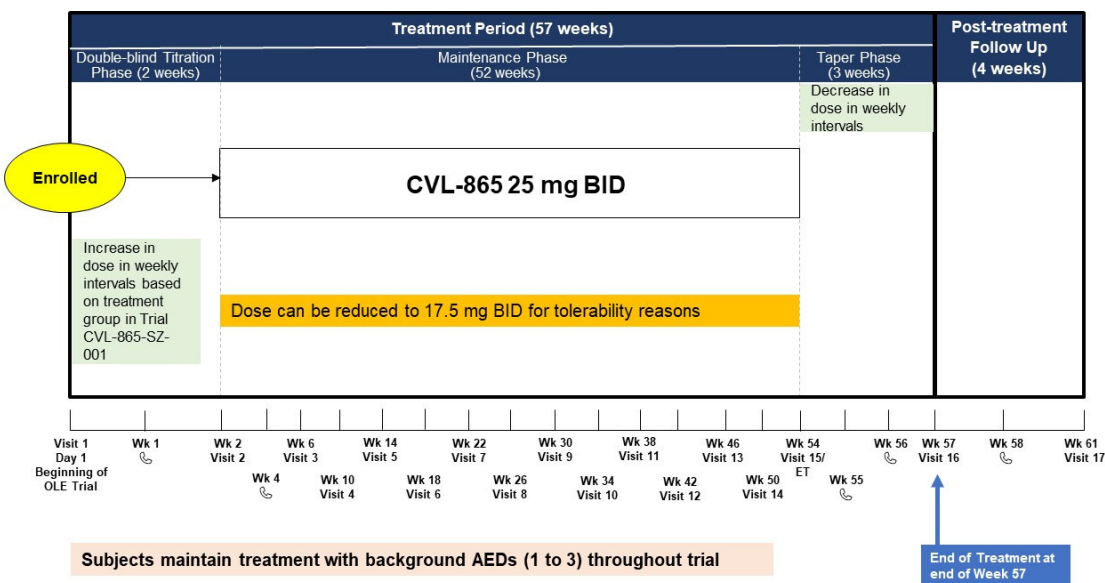 Treatment Period (57 weeks)
Post-treatment
Follow Up
(4 weeks)
Double-blind Titration
Phase (2 weeks)
Maintenance Phase
(52 weeks)
Taper Phase
(3 weeks)
Decrease in
dose in weekly
intervals
Enrolled
CVL-865 25 mg BID
Increase in
dose in weekly
intervals based
on treatment
group in Trial
CVL-865-SZ-
001
Dose can be reduced to 17.5 mg BID for tolerability reasons
Visit 1
Day 1
Beginning of
OLE Trial
Wk 1
Wk 2
Visit 2
Wk 4
Wk 6
Visit 3
Wk 10
Visit 4
Wk 14
Visit 5
Wk 18
Visit 6
Wk 22
Visit 7
Wk 26
Visit 8
Wk 30
Visit 9
Wk 34
Visit 10
Wk 38
Visit 11
Wk 42
Visit 12
Wk 46
Visit 13
Wk 50
Visit 14
Wk 54
Visit 15/
ET
Wk 55
Wk 56
Wk 57
Visit 16
Wk 58
Wk 61
Visit 17
Subjects maintain treatment with background AEDs (1 to 3) throughout trial
End of Treatment at
end of Week 57